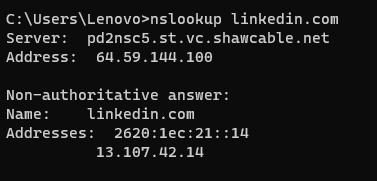 C:\Users\Lenovo>nslookup linkedin.com
Server:  pd2nsc5.st.vc.shawcable.net
Address:  64.59.144.100

Non-authoritative answer:
Name:    linkedin.com
Addresses:  2620:1ec:21::14
          13.107.42.14